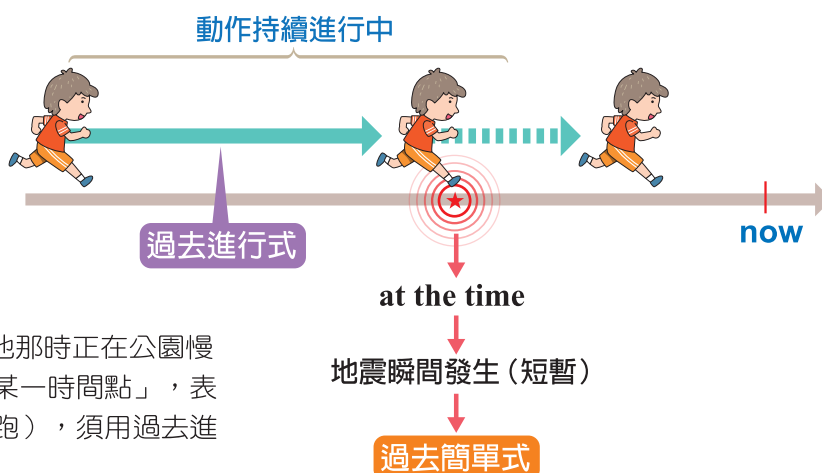 動作持續進行中
過去進行式
now
at the time
他那時正在公園慢
某一時間點」，表
跑），須用過去進
地震瞬間發生（短暫）
過去簡單式